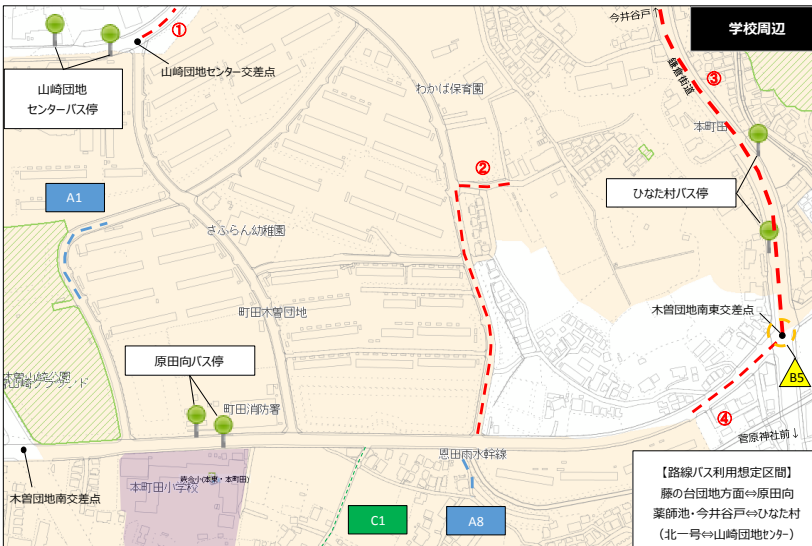 今井谷戸↑
学校周辺
①
山崎団地センター交差点
山崎団地
センターバス停
わかば保育園
鎌倉街道
③
本町田
②
ひなた村バス停
A1
さふらん幼稚園
町田木曽団地
木曽団地南東交差点
原田向バス停
B5
町田消防署
④
菅原神社前↓
恩田雨水幹線
木曽団地南交差点
本町田小学校
C1
A8
【路線バス利用想定区間】
藤の台団地方面⇔原田向
薬師池・今井谷戸⇔ひなた村
（北一号⇔山崎団地センター）